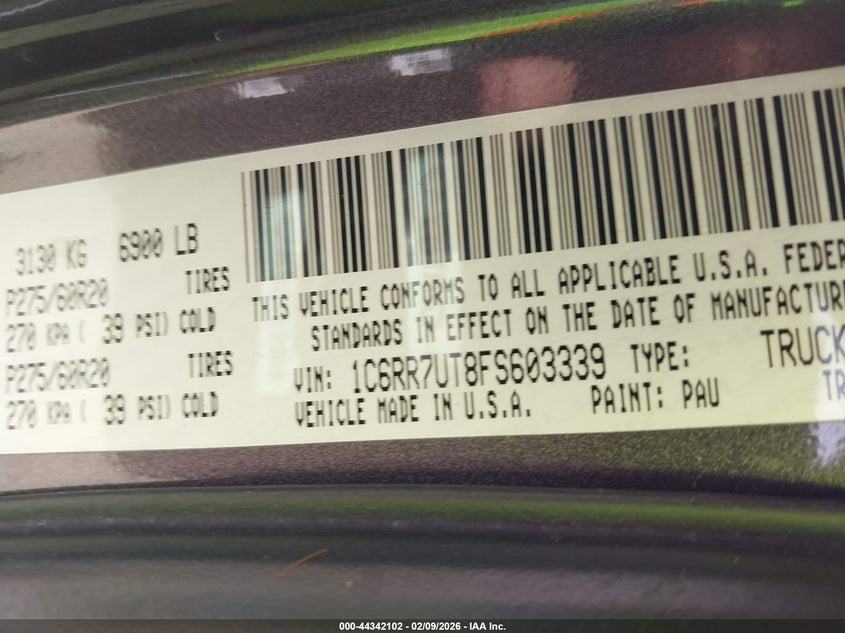 3130 KG 6900 LB
P275/60R20 TIRES
270 KPA ( 39 PSI) COLD
P275/60R20 TIRES
270 KPA ( 39 PSI) COLD
THIS VEHICLE CONFORMS TO ALL APPLICABLE U.S.A. FEDER
STANDARDS IN EFFECT ON THE DATE OF MANUFACTUR
VIN: 1C6RR7UT8FS603339 TYPE: TRUCK
VEHICLE MADE IN U.S.A. PAINT: PAU TR
000-44342102 - 02/09/2026 - IAA Inc.